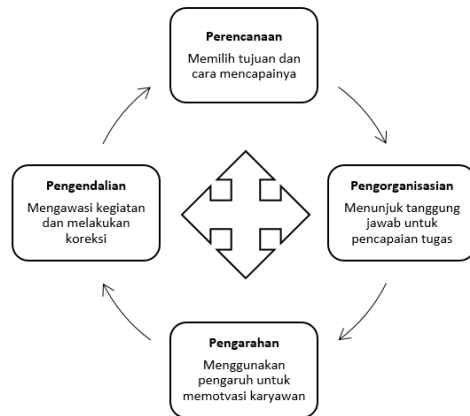 Perencanaan
Memilih tujuan dan
cara mencapainya
Pengorganisasian
Menunjuk tanggung
jawab untuk
pencapaian tugas
Pengarahan
Menggunakan
pengaruh untuk
memotvasi karyawan
Pengendalian
Mengawasi kegiatan
dan melakukan
koreksi